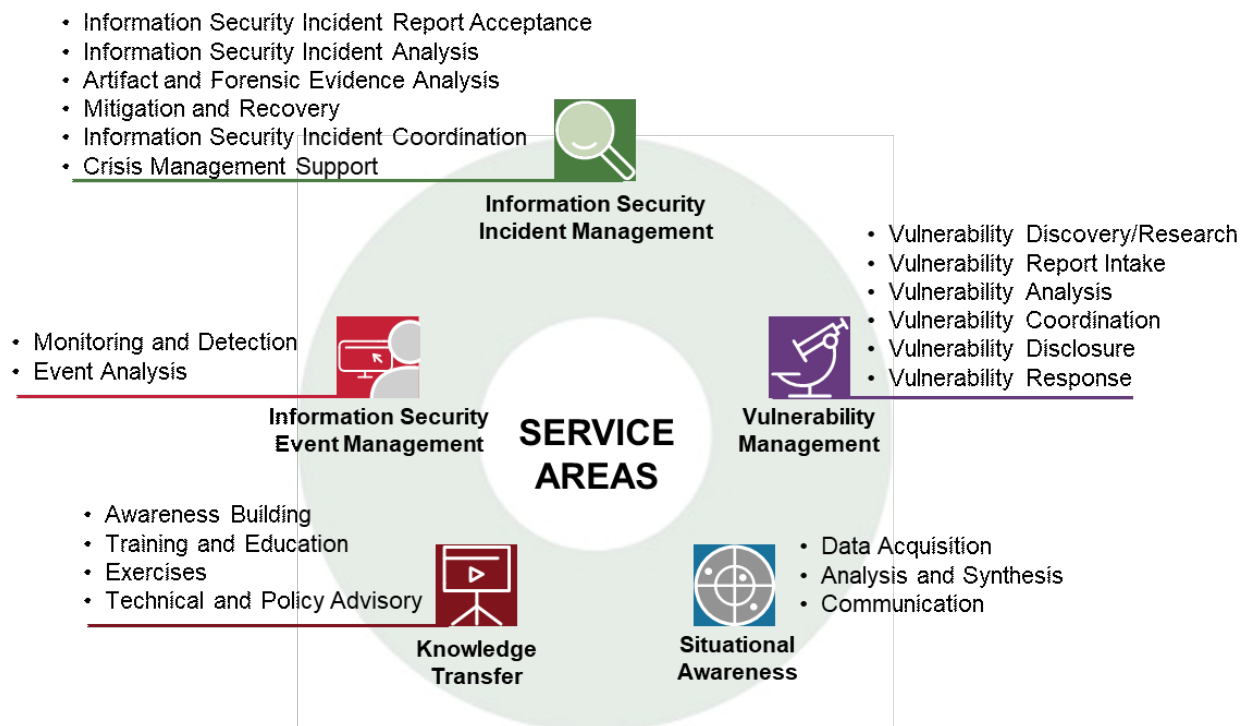 • Information Security Incident Report Acceptance
• Information Security Incident Analysis
• Artifact and Forensic Evidence Analysis
• Mitigation and Recovery
• Information Security Incident Coordination
• Crisis Management Support
Information Security
Incident Management
• Vulnerability Discovery/Research
• Vulnerability Report Intake
• Vulnerability Analysis
• Vulnerability Coordination
• Vulnerability Disclosure
• Vulnerability Response
Vulnerability
Management
• Monitoring and Detection
• Event Analysis
Information Security
Event Management
SERVICE
AREAS
• Awareness Building
• Training and Education
• Exercises
• Technical and Policy Advisory
Knowledge
Transfer
• Data Acquisition
• Analysis and Synthesis
• Communication
Situational
Awareness